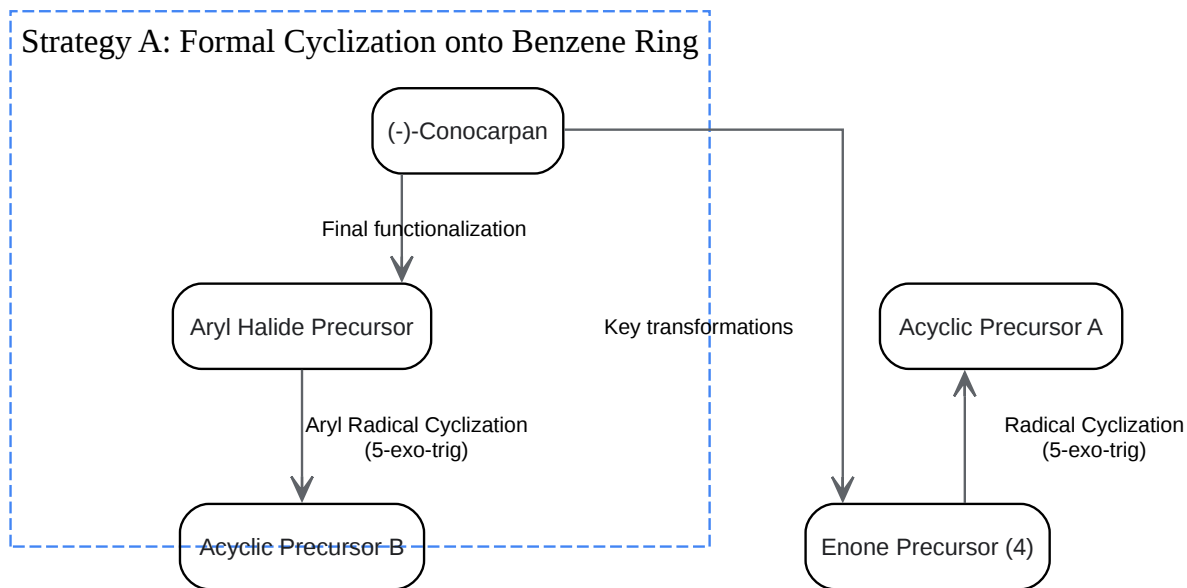 Strategy A: Formal Cyclization onto Benzene Ring
(-)-Conocarpan
Final functionalization
Aryl Halide Precursor
Key transformations
Acyclic Precursor A
Aryl Radical Cyclization
(5-exo-trig)
Radical Cyclization
(5-exo-trig)
Acyclic Precursor B
Enone Precursor (4)